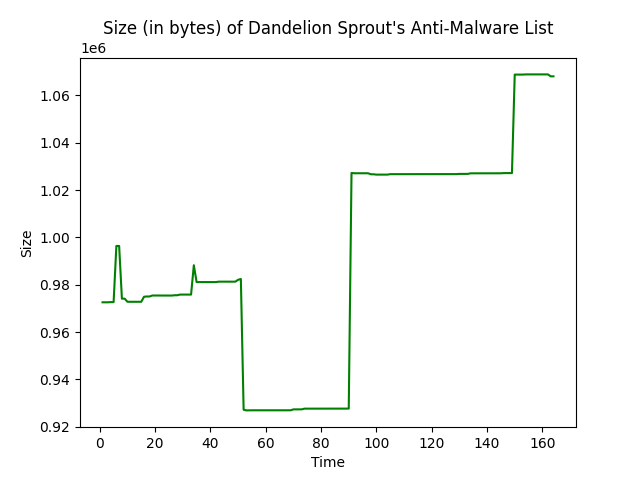 Size (in bytes) of Dandelion Sprout's Anti-Malware List
1e6
1.06
1.04
1.02
1.00
0.98
0.96
0.94
0.92
Size
0 20 40 60 80 100 120 140 160
Time